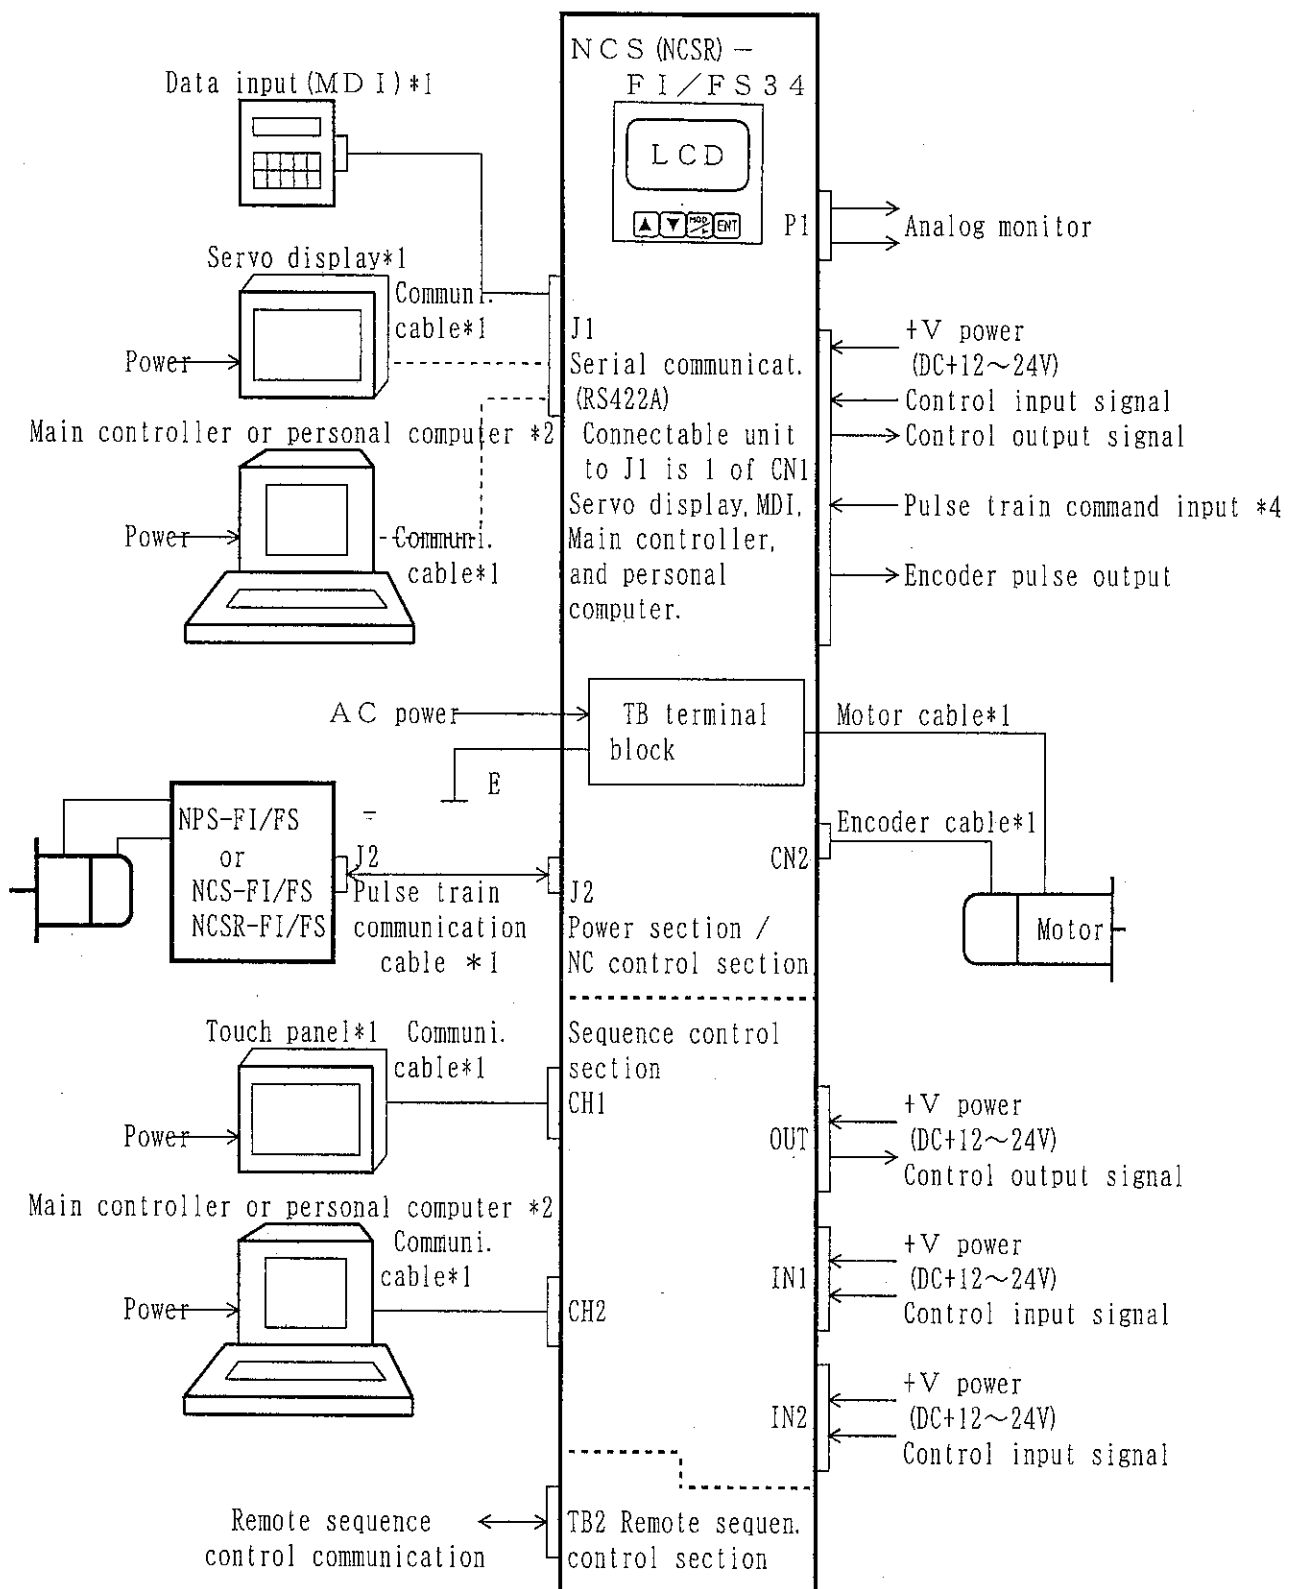 NCS(NCSR)－
FI／FS34
Data input(MDI)*1
LCD
MOD
ENT
P1
Analog monitor
Servo display*1
Communi.
cable*1
J1
Serial communicat.
(RS422A)
Connectable unit
to J1 is 1 of
Servo display, MDI,
Main controller,
and personal
computer.
CN1
+V power
(DC+12～24V)
Control input signal
Control output signal
Pulse train command input *4
Encoder pulse output
Power
Main controller or personal computer *2
Power
Communi.
cable*1
AC power
TB terminal
block
E
Motor cable*1
Encoder cable*1
CN2
Motor
NPS-FI/FS
or
NCS-FI/FS
NCSR-FI/FS
J2
Pulse train
communication
cable *1
J2
Power section /
NC control section
Touch panel*1
Communi.
cable*1
Sequence control
section
CH1
Power
OUT
+V power
(DC+12～24V)
Control output signal
Main controller or personal computer *2
Communi.
cable*1
Power
CH2
IN1
+V power
(DC+12～24V)
Control input signal
IN2
+V power
(DC+12～24V)
Control input signal
Remote sequence
control communication
TB2 Remote sequen.
control section